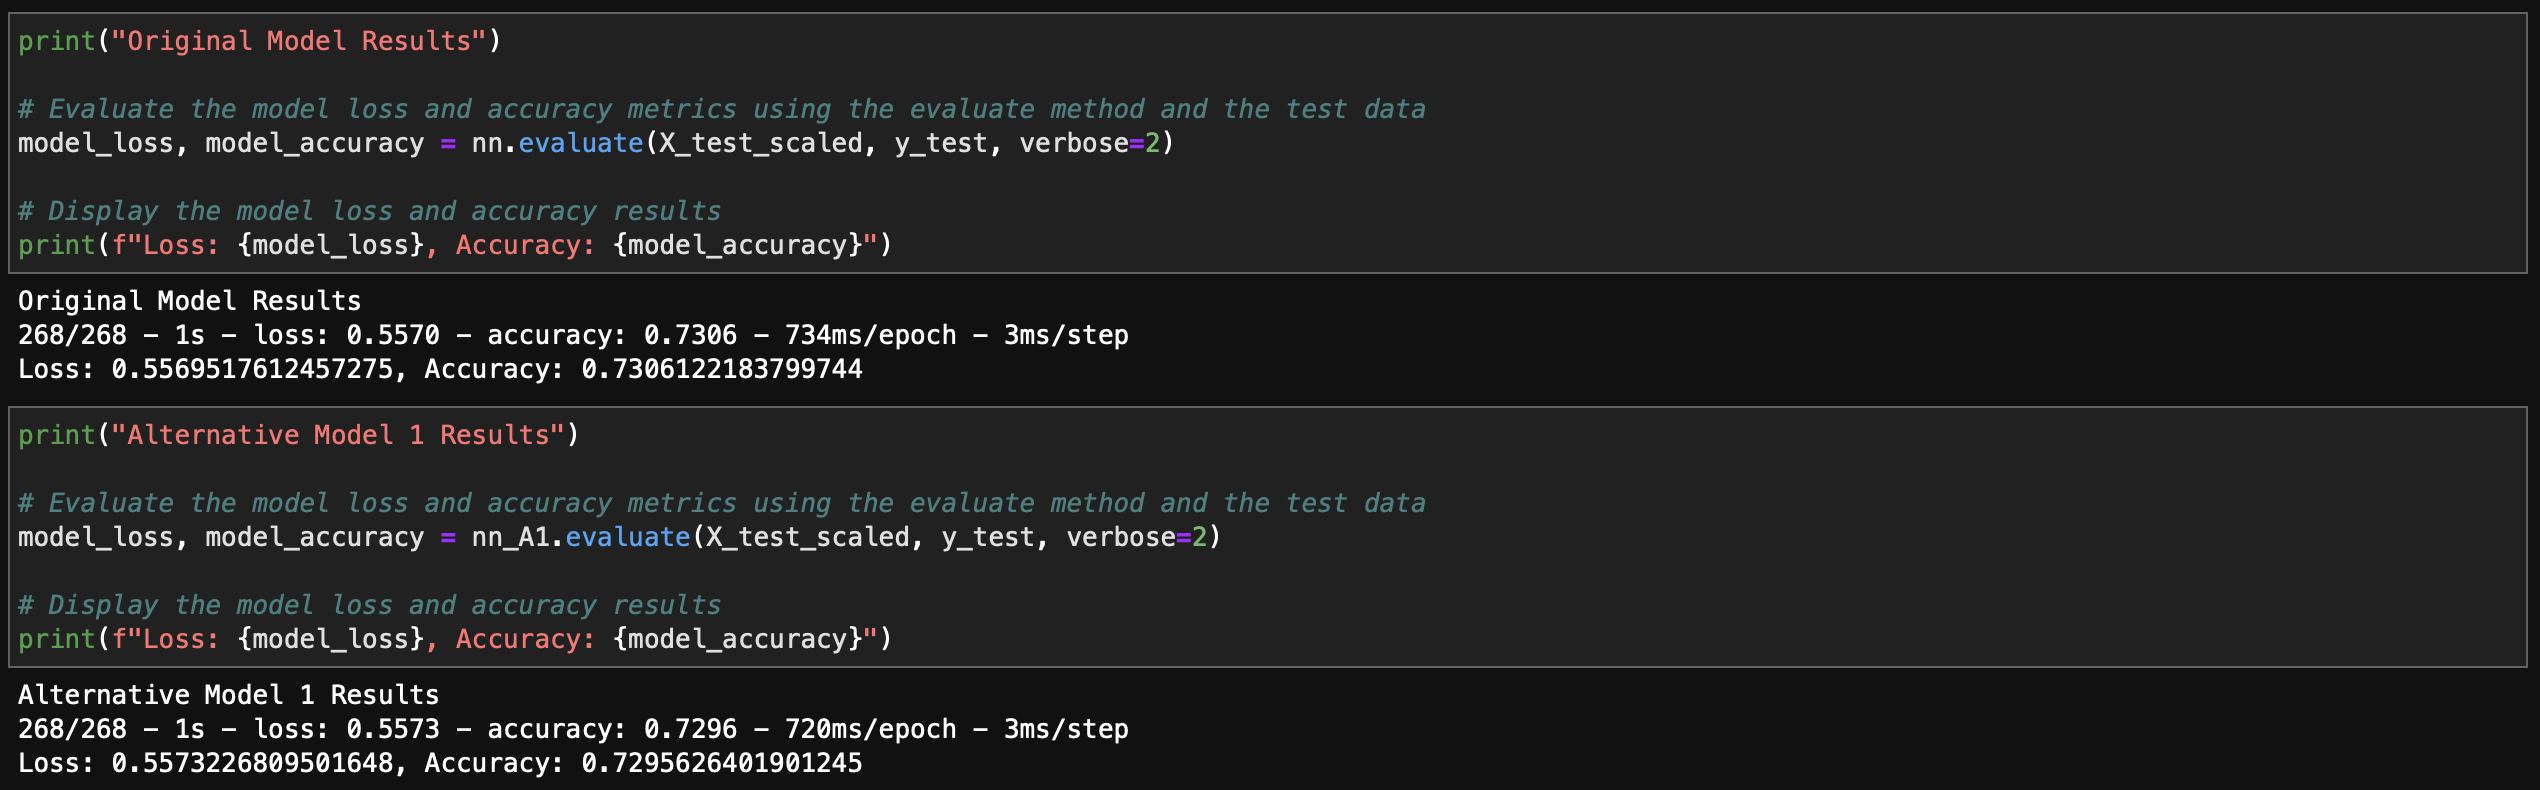 print("Original Model Results")
# Evaluate the model loss and accuracy metrics using the evaluate method and the test data
model_loss, model_accuracy = nn.evaluate(X_test_scaled, y_test, verbose=2)
# Display the model loss and accuracy results
print(f"Loss: {model_loss}, Accuracy: {model_accuracy}")
Original Model Results
268/268 - 1s - loss: 0.5570 - accuracy: 0.7306 - 734ms/epoch - 3ms/step
Loss: 0.5569517612457275, Accuracy: 0.7306122183799744
print("Alternative Model 1 Results")
# Evaluate the model loss and accuracy metrics using the evaluate method and the test data
model_loss, model_accuracy = nn_A1.evaluate(X_test_scaled, y_test, verbose=2)
# Display the model loss and accuracy results
print(f"Loss: {model_loss}, Accuracy: {model_accuracy}")
Alternative Model 1 Results
268/268 - 1s - loss: 0.5573 - accuracy: 0.7296 - 720ms/epoch - 3ms/step
Loss: 0.5573226809501648, Accuracy: 0.7295626401901245